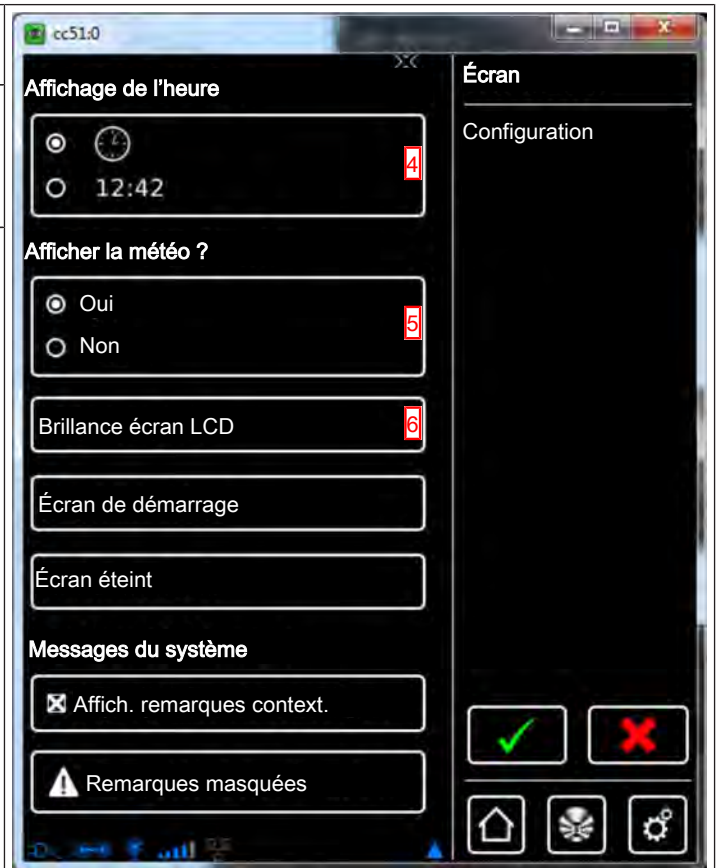 cc51:0
Affichage de l'heure
4
12:42
Afficher la météo ?
Oui
5
Non
Brillance écran LCD
6
Écran de démarrage
Écran éteint
Messages du système
Affich. remarques context.
Remarques masquées
Écran
Configuration